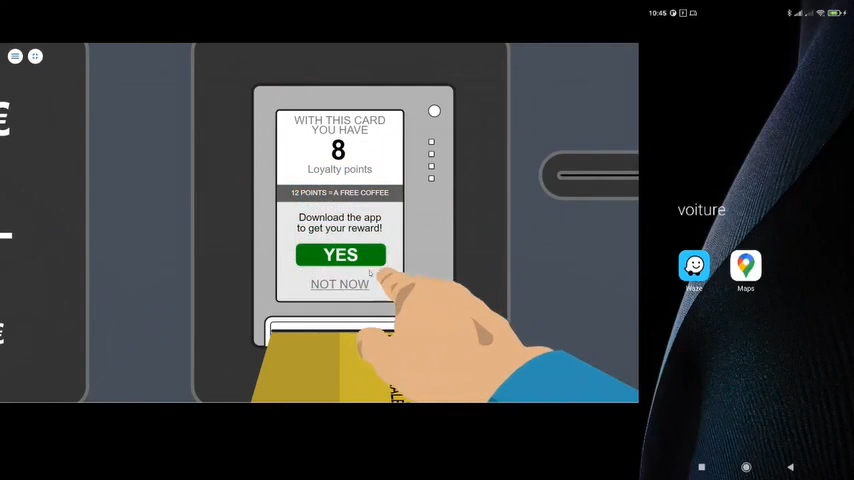 10:45
€
WITH THIS CARD
YOU HAVE
8
Loyalty points
12 POINTS = A FREE COFFEE
Download the app
to get your reward!
YES
NOT NOW
€
voiture
Waze
Maps